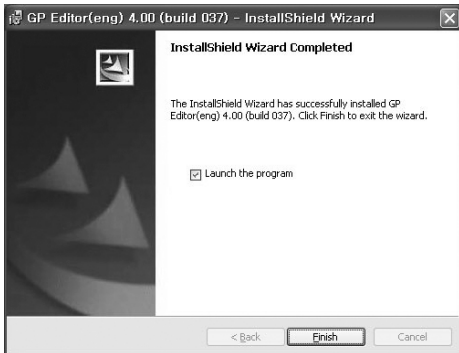 GP Editor(eng) 4.00 (build 037) - InstallShield Wizard
InstallShield Wizard Completed
The InstallShield Wizard has successfully installed GP
Editor(eng) 4.00 (build 037). Click Finish to exit the wizard.
Launch the program
< Back
Finish
Cancel